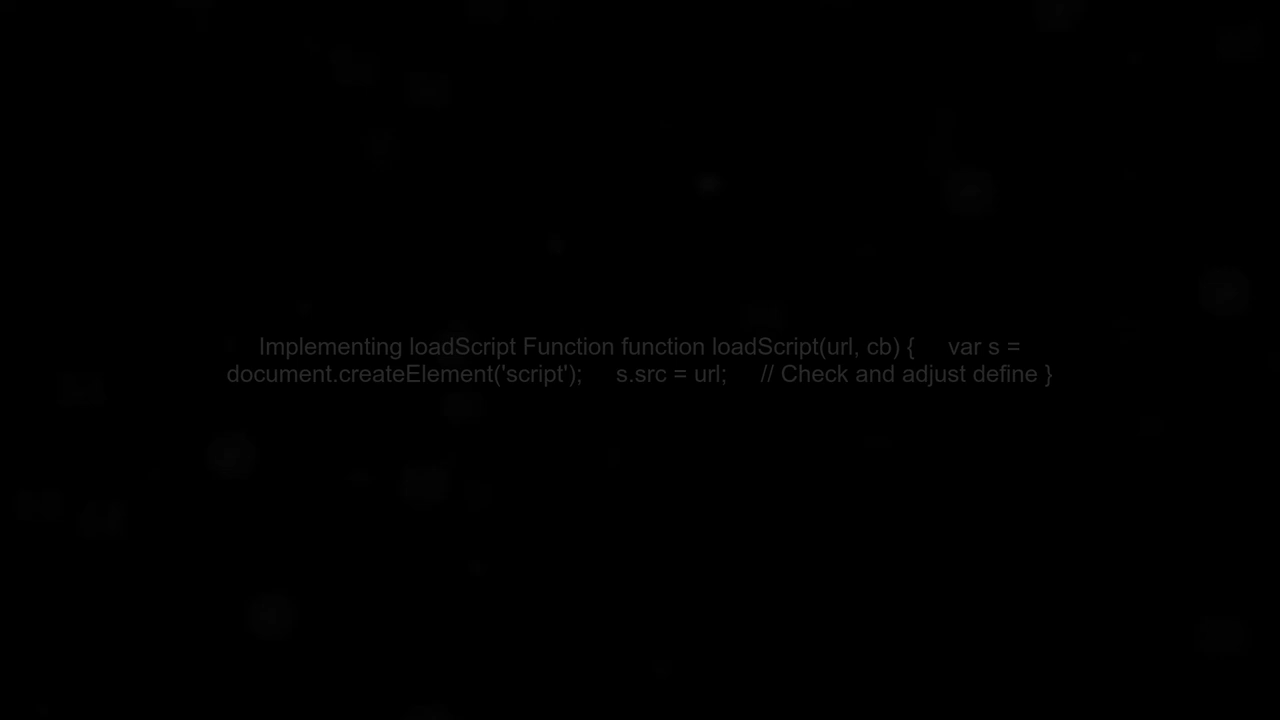 Implementing loadScript Function function loadScript(url, cb) {     var s =
document.createElement('script');     s.src = url;     // Check and adjust define }